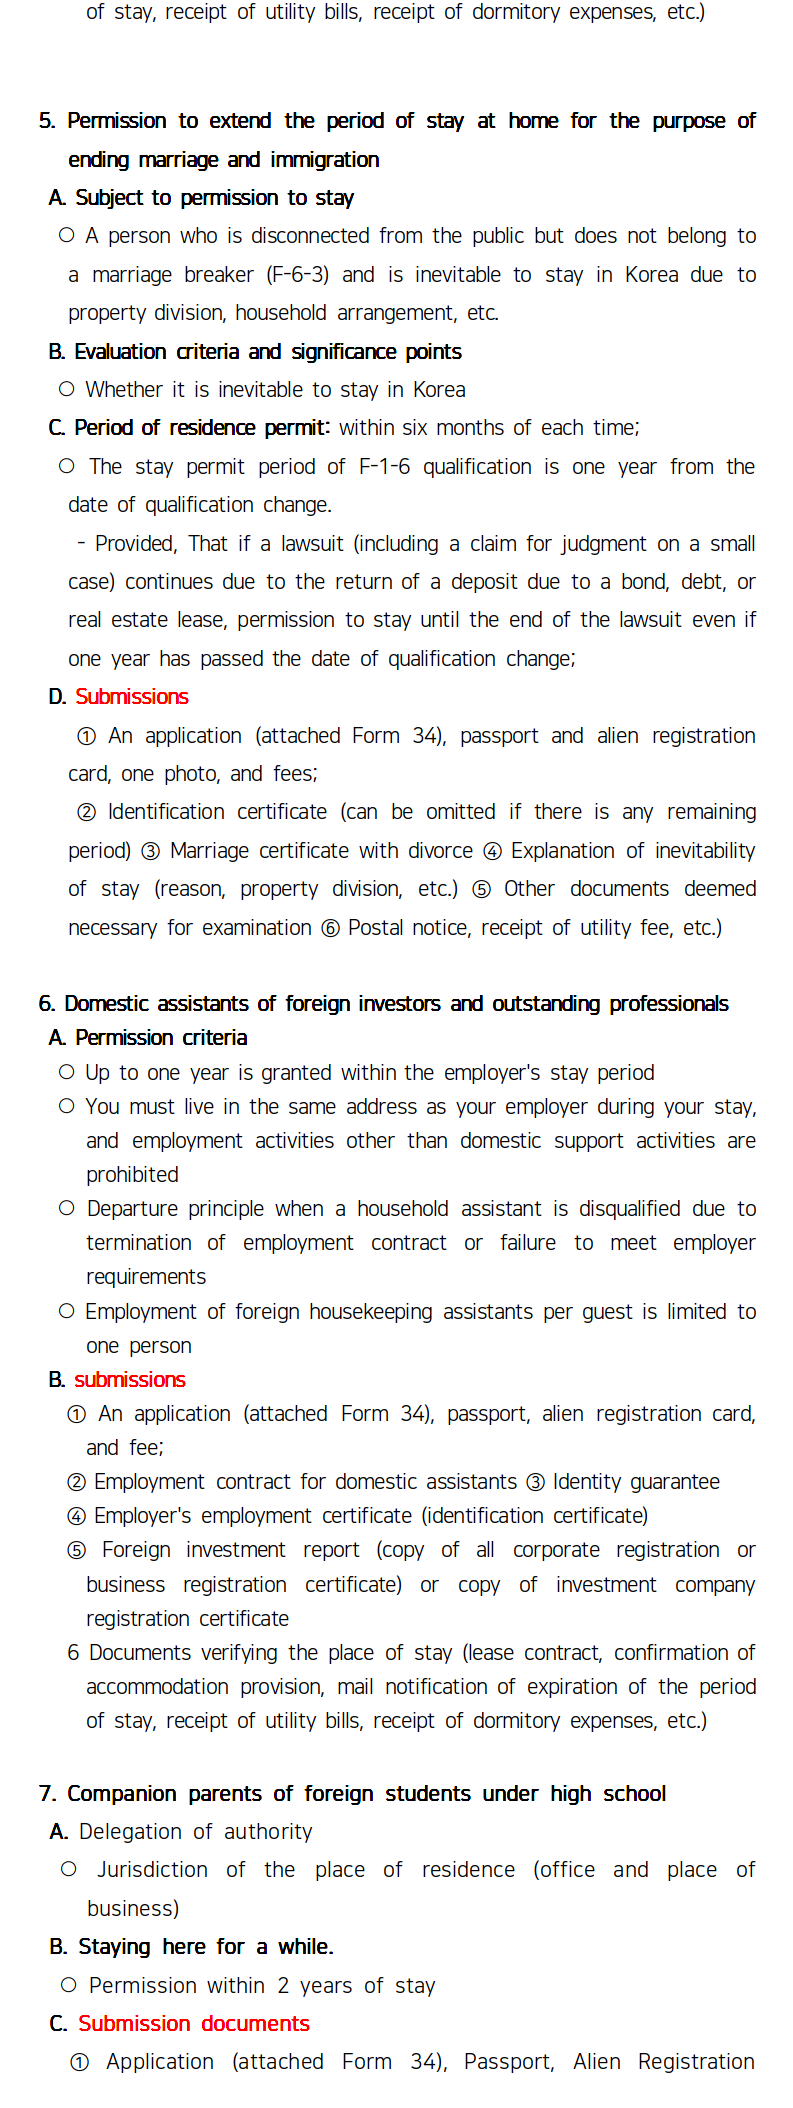 of stay, receipt of utility bills, receipt of dormitory expenses, etc.)
5. Permission to extend the period of stay at home for the purpose of
ending marriage and immigration
A. Subject to permission to stay
○ A person who is disconnected from the public but does not belong to
a marriage breaker (F-6-3) and is inevitable to stay in Korea due to
property division, household arrangement, etc.
B. Evaluation criteria and significance points
○ Whether it is inevitable to stay in Korea
C. Period of residence permit: within six months of each time;
○ The stay permit period of F-1-6 qualification is one year from the
date of qualification change.
- Provided, That if a lawsuit (including a claim for judgment on a small
case) continues due to the return of a deposit due to a bond, debt, or
real estate lease, permission to stay until the end of the lawsuit even if
one year has passed the date of qualification change;
D. Submissions
① An application (attached Form 34), passport and alien registration
card, one photo, and fees;
② Identification certificate (can be omitted if there is any remaining
period) ③ Marriage certificate with divorce ④ Explanation of inevitability
of stay (reason, property division, etc.) ⑤ Other documents deemed
necessary for examination ⑥ Postal notice, receipt of utility fee, etc.)
6. Domestic assistants of foreign investors and outstanding professionals
A. Permission criteria
○ Up to one year is granted within the employer's stay period
○ You must live in the same address as your employer during your stay,
and employment activities other than domestic support activities are
prohibited
○ Departure principle when a household assistant is disqualified due to
termination of employment contract or failure to meet employer
requirements
○ Employment of foreign housekeeping assistants per guest is limited to
one person
B. submissions
① An application (attached Form 34), passport, alien registration card,
and fee;
② Employment contract for domestic assistants ③ Identity guarantee
④ Employer's employment certificate (identification certificate)
⑤ Foreign investment report (copy of all corporate registration or
business registration certificate) or copy of investment company
registration certificate
6 Documents verifying the place of stay (lease contract, confirmation of
accommodation provision, mail notification of expiration of the period
of stay, receipt of utility bills, receipt of dormitory expenses, etc.)
7. Companion parents of foreign students under high school
A. Delegation of authority
○ Jurisdiction of the place of residence (office and place of
business)
B. Staying here for a while.
○ Permission within 2 years of stay
C. Submission documents
① Application (attached Form 34), Passport, Alien Registration